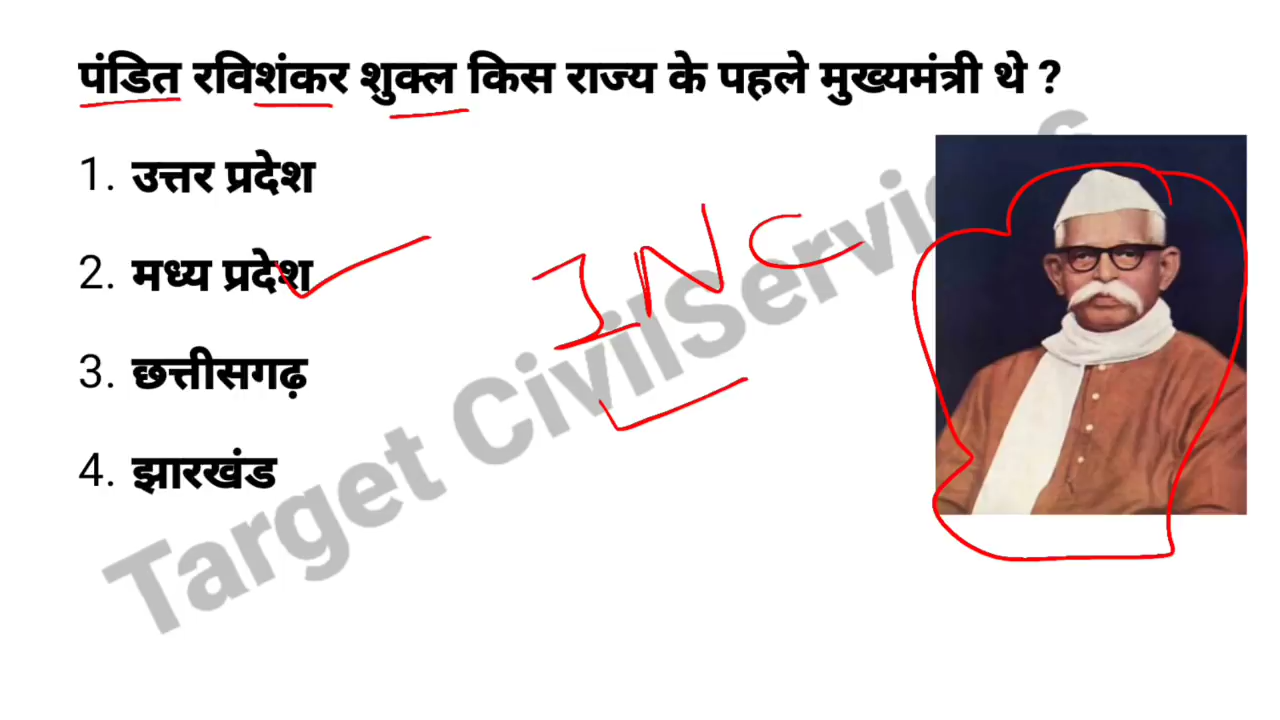 पंडित रविशंकर शुक्ल किस राज्य के पहले मुख्यमंत्री थे ?
1. उत्तर प्रदेश
2. मध्य प्रदेश
INC
3. छत्तीसगढ़
4. झारखंड
Target CivilServices